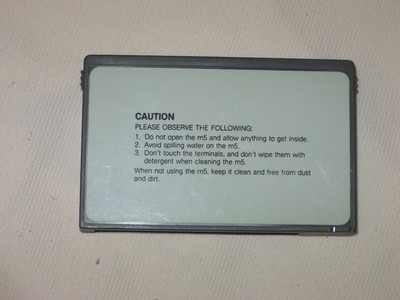 CAUTION
PLEASE OBSERVE THE FOLLOWING:
1. Do not open the m5 and allow anything to get inside.
2. Avoid spilling water on the m5.
3. Don't touch the terminals, and don't wipe them with
detergent when cleaning the m5.
When not using the m5, keep it clean and free from dust
and dirt.